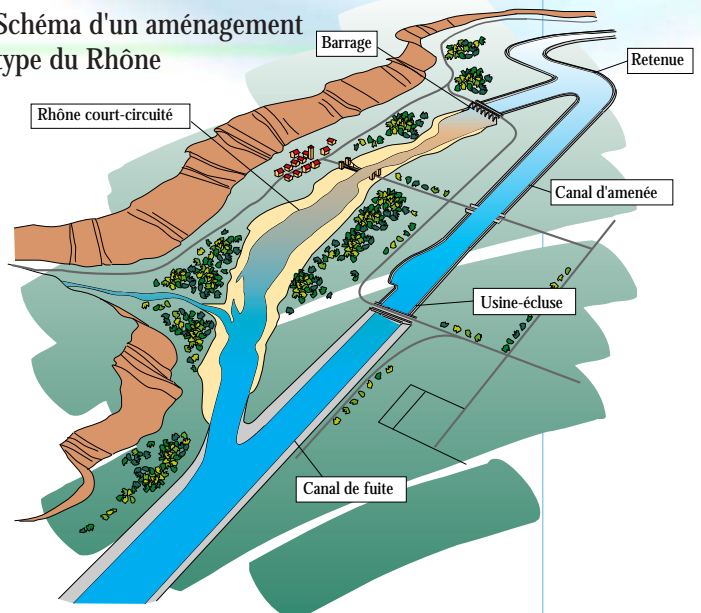 Schéma d'un aménagement
type du Rhône
Barrage
Retenue
Rhône court-circuité
Canal d'amenée
Usine-écluse
Canal de fuite